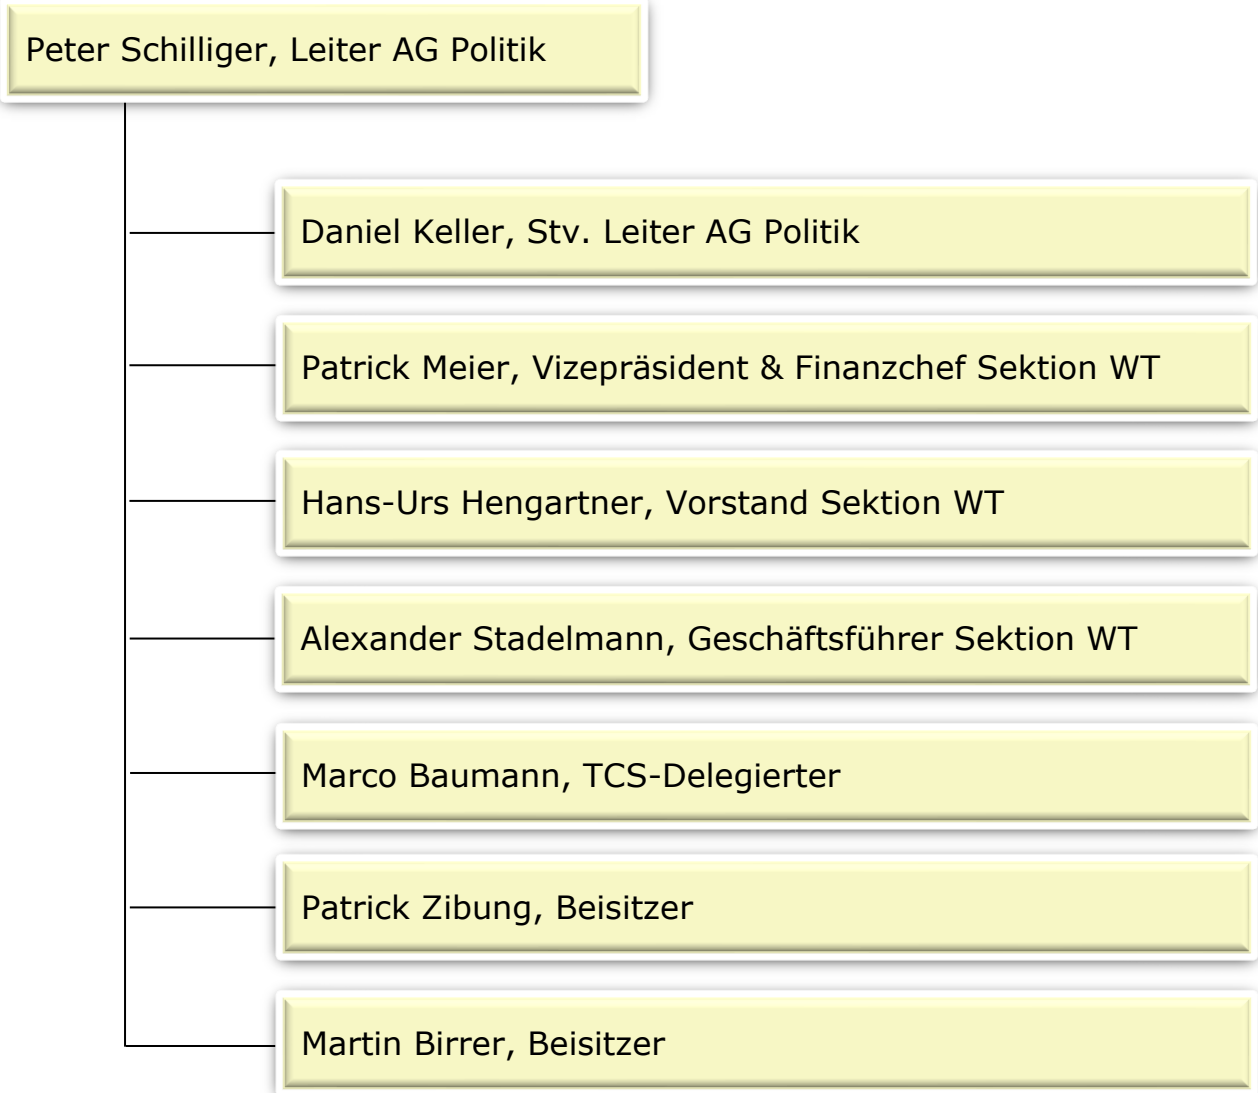 Peter Schilliger, Leiter AG Politik
Daniel Keller, Stv. Leiter AG Politik
Patrick Meier, Vizepräsident & Finanzchef Sektion WT
Hans-Urs Hengartner, Vorstand Sektion WT
Alexander Stadelmann, Geschäftsführer Sektion WT
Marco Baumann, TCS-Delegierter
Patrick Zibung, Beisitzer
Martin Birrer, Beisitzer